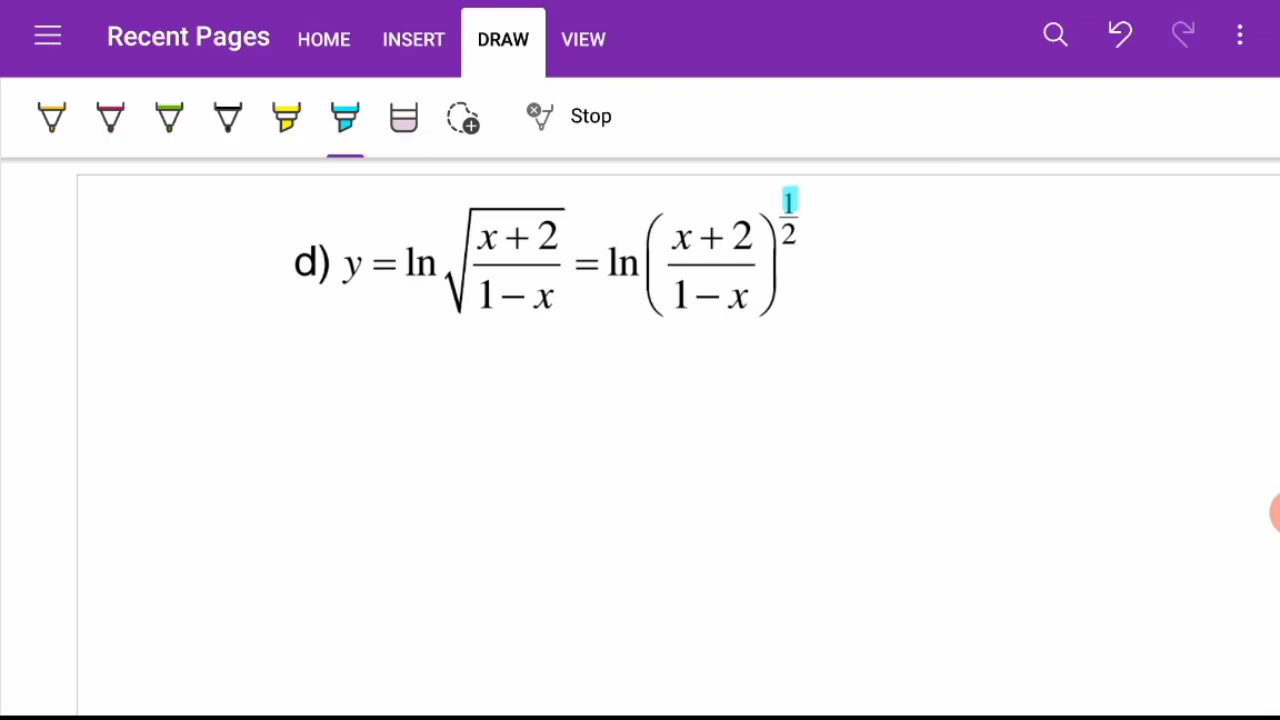 Recent Pages HOME INSERT DRAW VIEW
Stop
d) y = ln √((x + 2)/(1 − x)) = ln ((x + 2)/(1 − x))^(1/2)